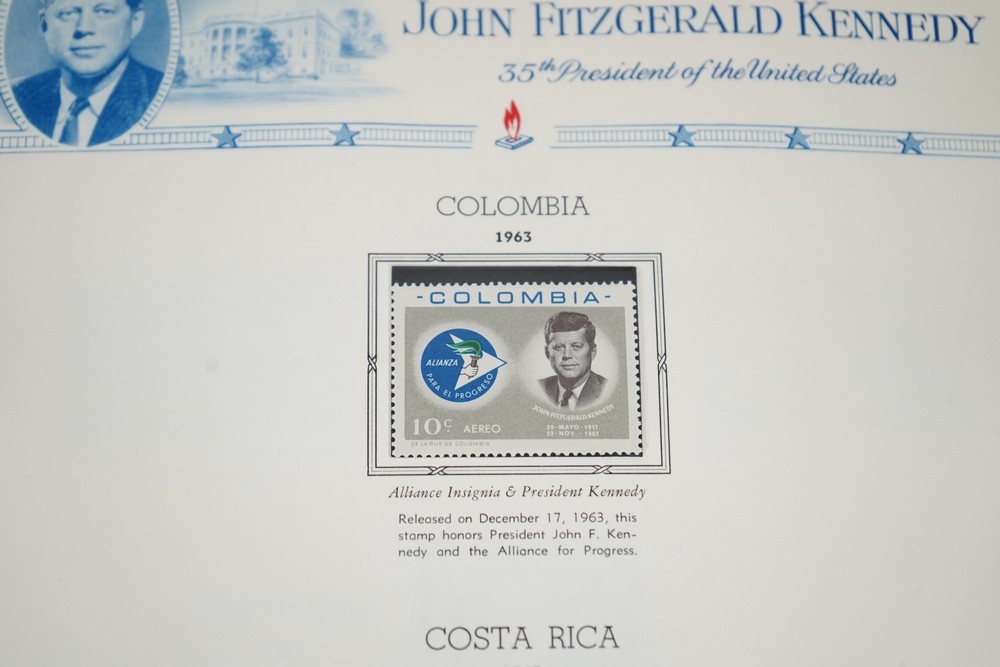 JOHN FITZGERALD KENNEDY
35th President of the United States
COLOMBIA
1963
-COLOMBIA-
ALIANZA
PARA EL PROGRESO
JOHN FITZGERALD KENNEDY
29-MAYO-1917
22-NOV.-1963
10c. AEREO
DE LA RUE DE COLOMBIA
Alliance Insignia & President Kennedy
Released on December 17, 1963, this
stamp honors President John F. Ken-
nedy and the Alliance for Progress.
COSTA RICA